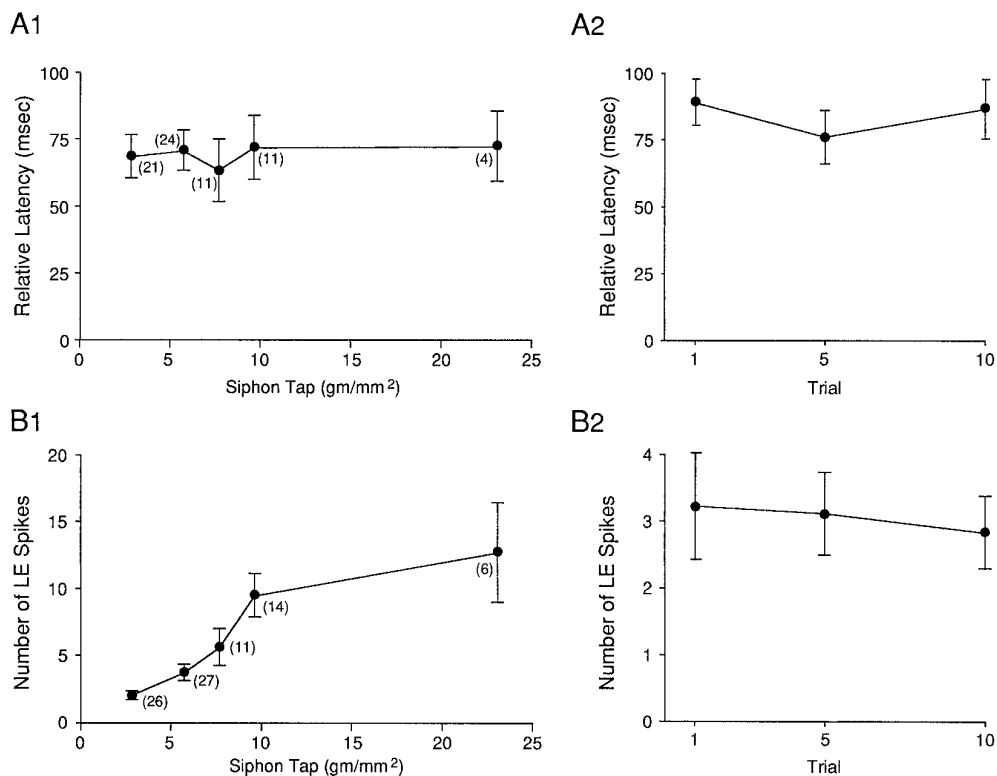 A1
Relative Latency (msec)
100
75
50
25
0
(21)
(24)
(11)
(11)
(4)
0 5 10 15 20 25
Siphon Tap (gm/mm²)
A2
Relative Latency (msec)
100
75
50
25
0
1 5 10
Trial
B1
Number of LE Spikes
20
15
10
5
0
(26)
(27)
(11)
(14)
(6)
0 5 10 15 20 25
Siphon Tap (gm/mm²)
B2
Number of LE Spikes
4
3
2
1
0
1 5 10
Trial